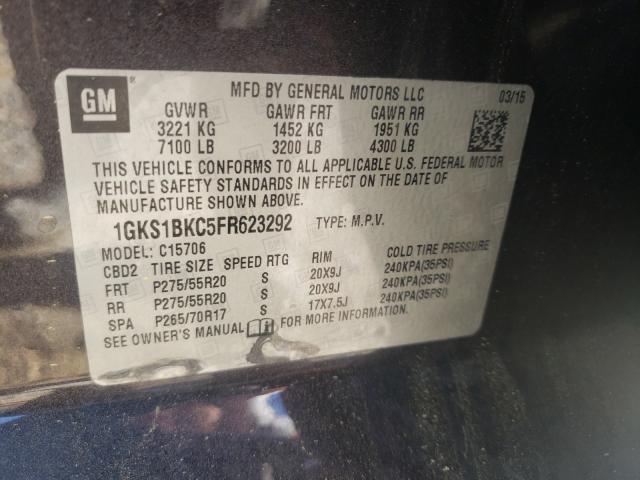 GM
MFD BY GENERAL MOTORS LLC
03/15
GVWR GAWR FRT GAWR RR
3221 KG 1452 KG 1951 KG
7100 LB 3200 LB 4300 LB
THIS VEHICLE CONFORMS TO ALL APPLICABLE U.S. FEDERAL MOTOR
VEHICLE SAFETY STANDARDS IN EFFECT ON THE DATE OF
MANUFACTURE SHOWN ABOVE.
1GKS1BKC5FR623292 TYPE: M.P.V.
MODEL: C15706
CBD2 TIRE SIZE SPEED RTG RIM COLD TIRE PRESSURE
FRT P275/55R20 S 20X9J 240KPA(35PSI)
RR P275/55R20 S 20X9J 240KPA(35PSI)
SPA P265/70R17 S 17X7.5J 240KPA(35PSI)
SEE OWNER'S MANUAL FOR MORE INFORMATION.